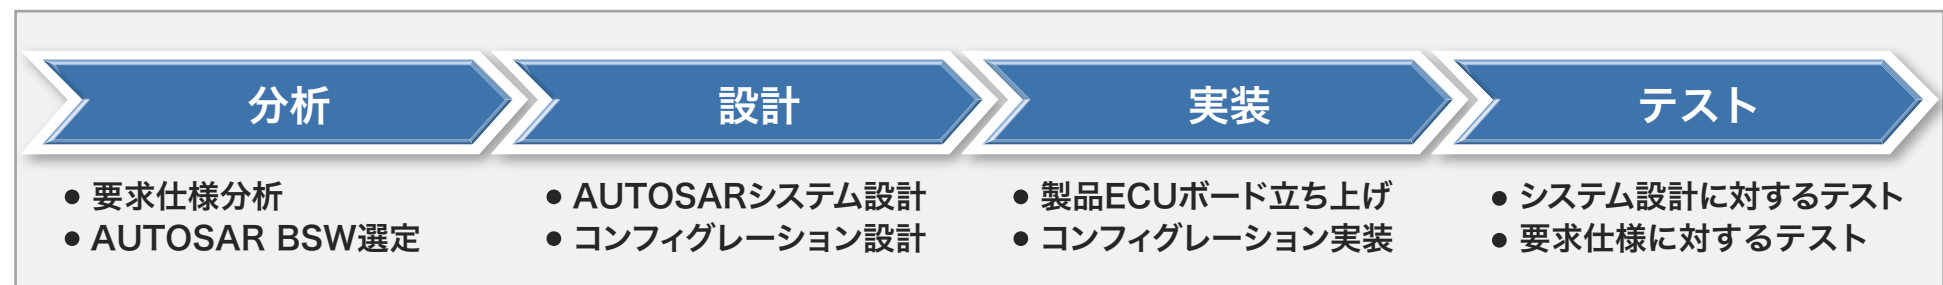 分析
設計
実装
テスト
● 要求仕様分析
● AUTOSAR BSW選定
● AUTOSARシステム設計
● コンフィグレーション設計
● 製品ECUボード立ち上げ
● コンフィグレーション実装
● システム設計に対するテスト
● 要求仕様に対するテスト